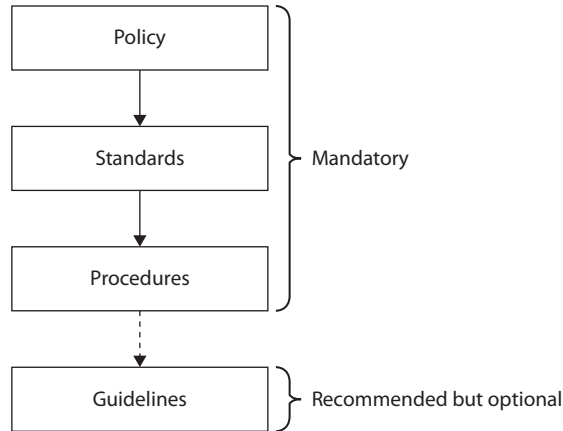 Policy
Standards
Mandatory
Procedures
Guidelines
Recommended but optional